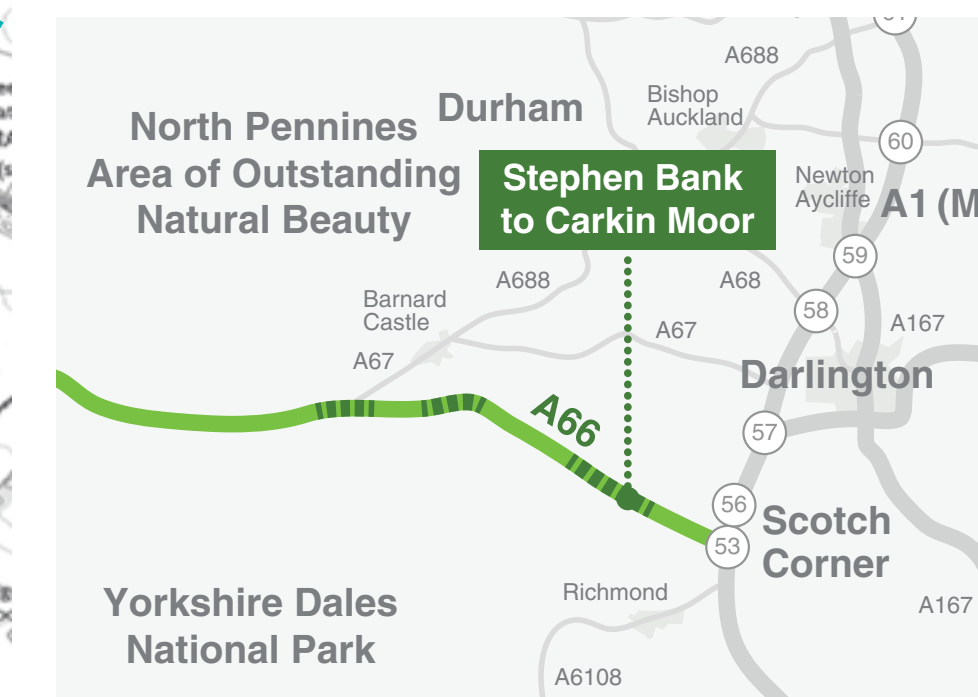 A688
Durham
Bishop
Auckland
North Pennines
Area of Outstanding
Natural Beauty
60
Stephen Bank
to Carkin Moor
Newton
Aycliffe
A1 (M
59
A688
A68
Barnard
Castle
58
A67
A167
A67
Darlington
A66
57
56
Scotch
Corner
53
Richmond
Yorkshire Dales
National Park
A167
A6108